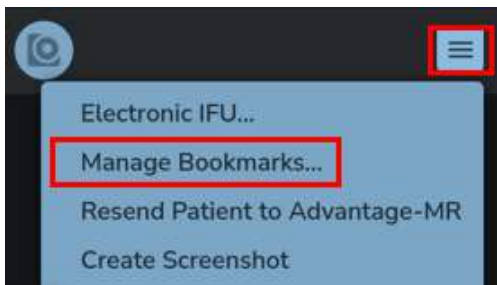 Electronic IFU...
Manage Bookmarks...
Resend Patient to Advantage-MR
Create Screenshot